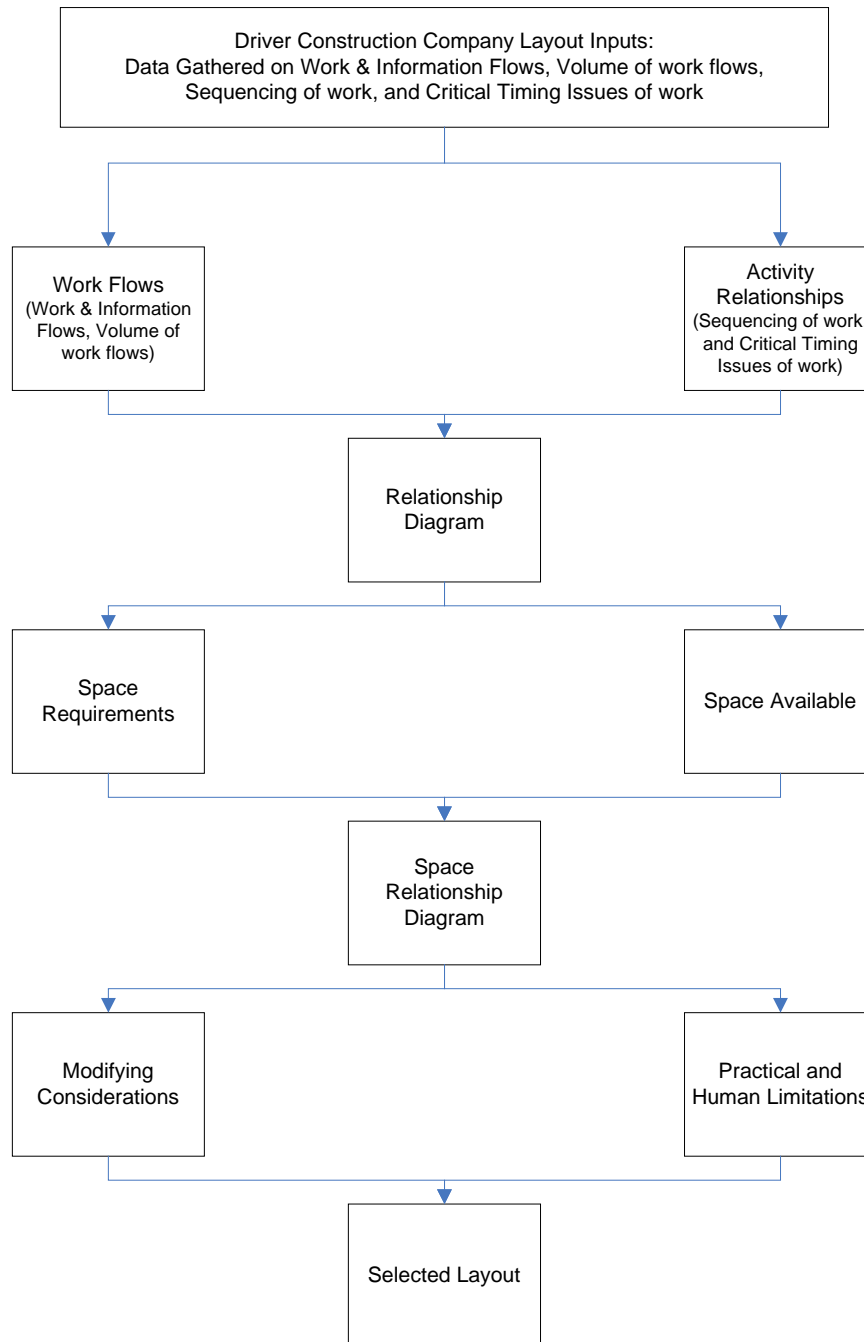 Driver Construction Company Layout Inputs:
Data Gathered on Work & Information Flows, Volume of work flows,
Sequencing of work, and Critical Timing Issues of work
Work Flows
(Work & Information
Flows, Volume of
work flows)
Activity
Relationships
(Sequencing of work
and Critical Timing
Issues of work)
Relationship
Diagram
Space
Requirements
Space Available
Space
Relationship
Diagram
Modifying
Considerations
Practical and
Human Limitations
Selected Layout